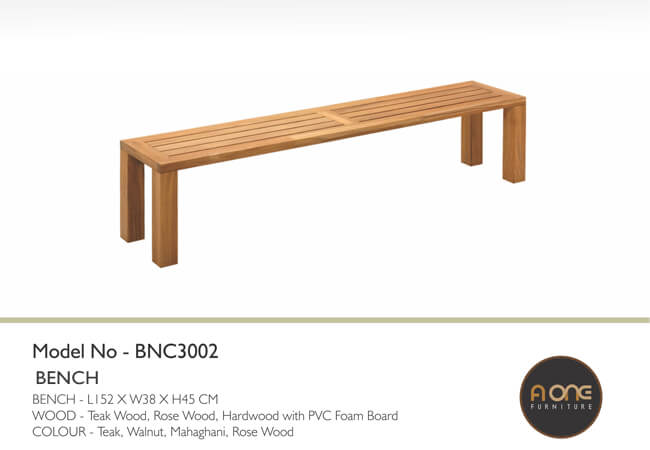 Model No - BNC3002
BENCH
BENCH - L152 X W38 X H45 CM
WOOD - Teak Wood, Rose Wood, Hardwood with PVC Foam Board
COLOUR - Teak, Walnut, Mahaghani, Rose Wood
A ONE
FURNITURE